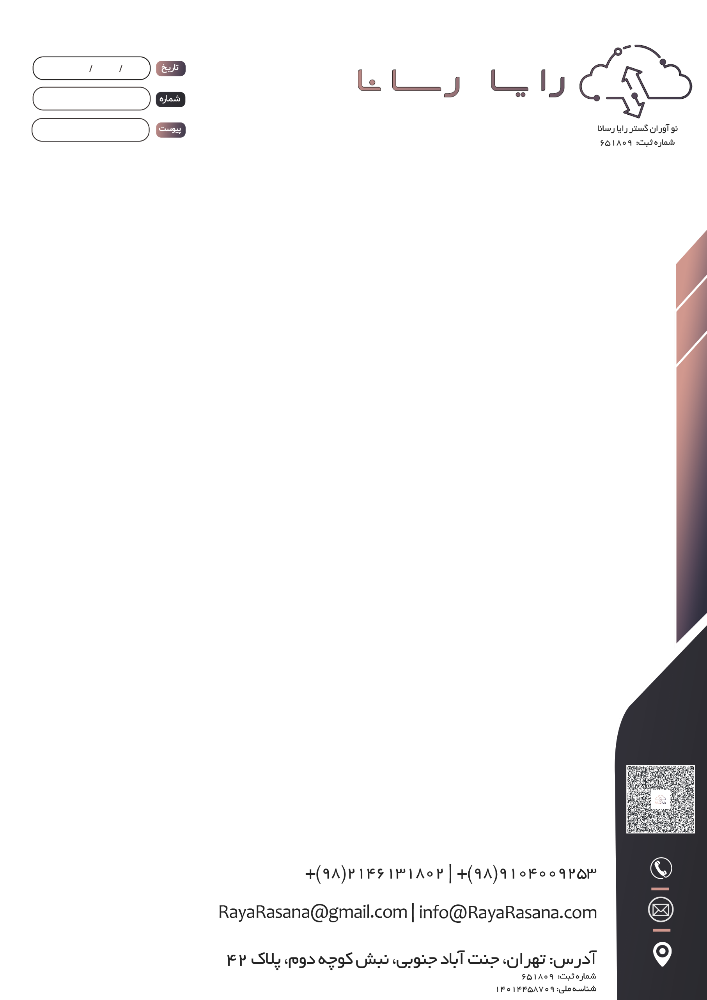 رایا رسانا
نو آوران گستر رایا رسانا
شماره ثبت: ۶۵۱۸۰۹
تاریخ / /
شماره
پیوست
+(۹۸)۲۱۴۶۱۳۱۸۰۲ | +(۹۸)۹۱۰۴۰۰۹۲۵۳
RayaRasana@gmail.com | info@RayaRasana.com
آدرس: تهران، جنت آباد جنوبی، نبش کوچه دوم، پلاک ۴۲
شماره ثبت: ۶۵۱۸۰۹
شناسه ملی: ۱۴۰۱۴۴۵۸۷۰۹